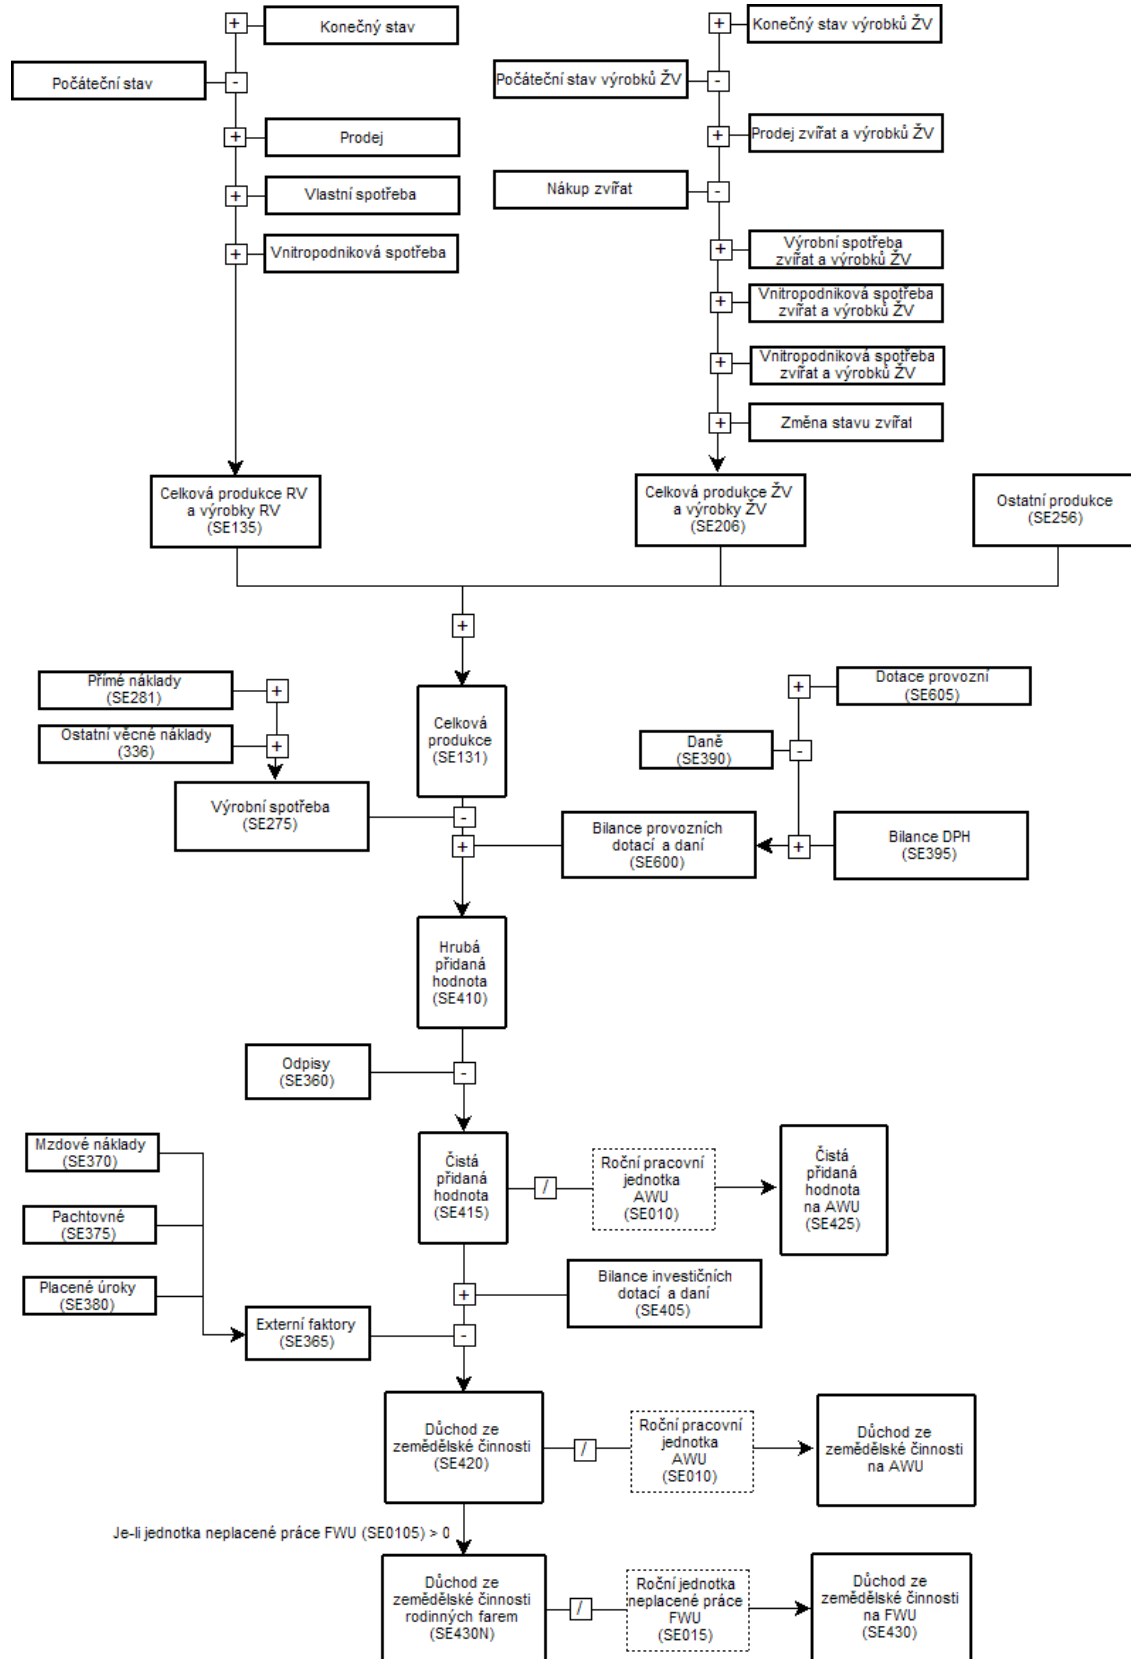 +
Konečný stav
Počáteční stav
-
+
Prodej
+
Vlastní spotřeba
+
Vnitropodniková spotřeba
+
Konečný stav výrobků ŽV
Počáteční stav výrobků ŽV
-
+
Prodej zvířat a výrobků ŽV
Nákup zvířat
-
+
Výrobní spotřeba
zvířat a výrobků ŽV
+
Vnitropodniková spotřeba
zvířat a výrobků ŽV
+
Vnitropodniková spotřeba
zvířat a výrobků ŽV
+
Změna stavu zvířat
Celková produkce RV
a výrobky RV
(SE135)
Celková produkce ŽV
a výrobky ŽV
(SE206)
Ostatní produkce
(SE256)
+
Přímé náklady
(SE281)
+
Ostatní věcné náklady
(336)
+
Výrobní spotřeba
(SE275)
Celková
produkce
(SE131)
-
+
+
Dotace provozní
(SE605)
Daně
(SE390)
-
Bilance provozních
dotací a daní
(SE600)
+
Bilance DPH
(SE395)
Hrubá
přidaná
hodnota
(SE410)
Odpisy
(SE360)
-
Mzdové náklady
(SE370)
Pachtovné
(SE375)
Placené úroky
(SE380)
Externí faktory
(SE365)
Čistá
přidaná
hodnota
(SE415)
/
Roční pracovní
jednotka
AWU
(SE010)
Čistá
přidaná
hodnota
na AWU
(SE425)
+
Bilance investičních
dotací a daní
(SE405)
-
Důchod ze
zemědělské činnosti
(SE420)
/
Roční pracovní
jednotka
AWU
(SE010)
Důchod ze
zemědělské činnosti
na AWU
Je-li jednotka neplacené práce FWU (SE0105) > 0
Důchod ze
zemědělské činnosti
rodinných farem
(SE430N)
/
Roční jednotka
neplacené práce
FWU
(SE015)
Důchod ze
zemědělské činnosti
na FWU
(SE430)